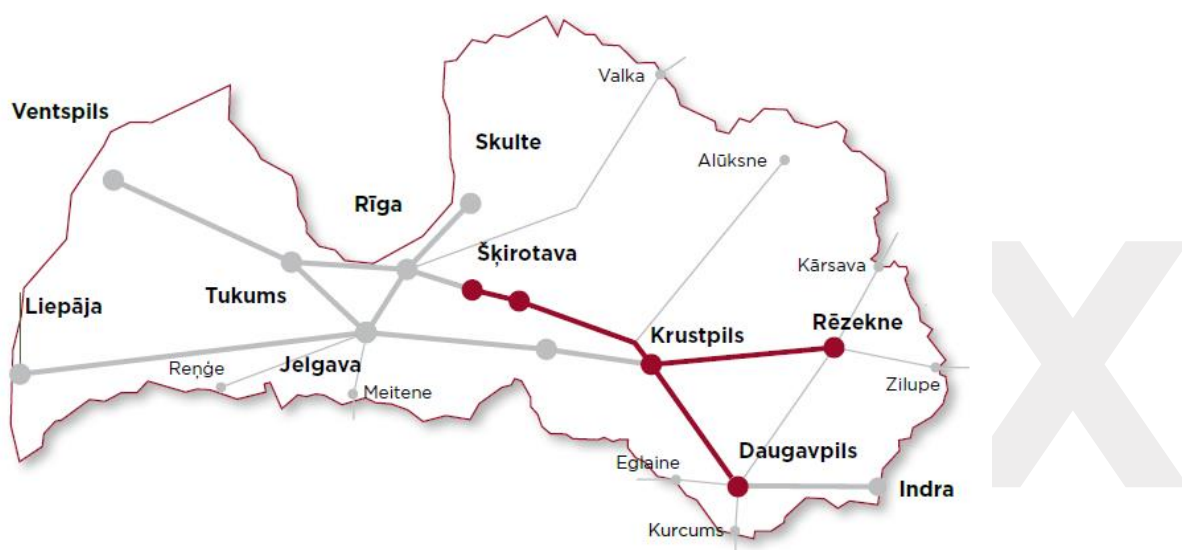 Valka
Ventspils
Skulte
Alūksne
Rīga
Šķirotava
Kārsava
Tukums
Liepāja
Rēzekne
Krustpils
Jelgava
Reņģe
Zilupe
Meitene
Daugavpils
Eglaine
Indra
Kurcums
X